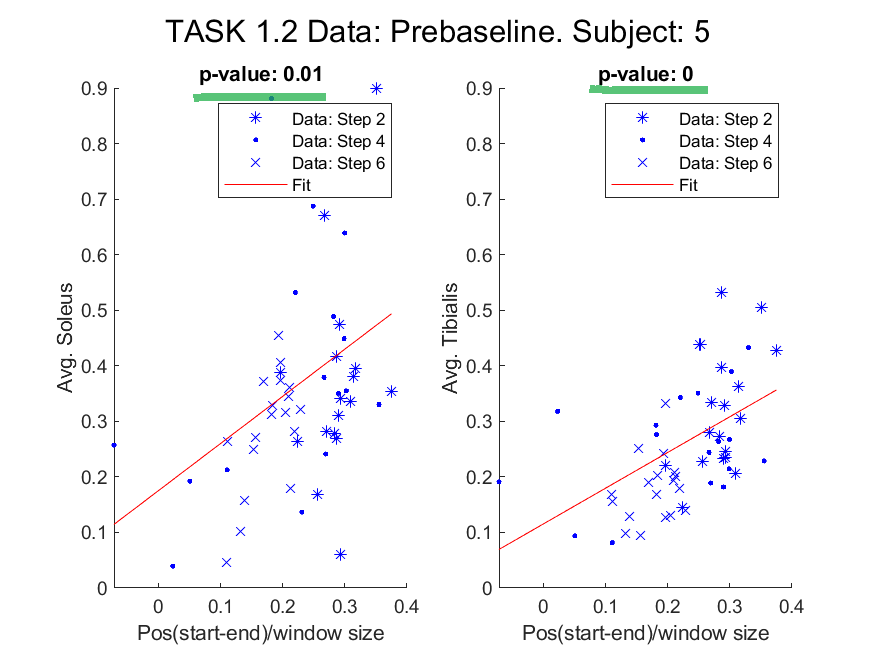 TASK 1.2 Data: Prebaseline. Subject: 5
p-value: 0.01
0.9
0.8
0.7
0.6
0.5
0.4
0.3
0.2
0.1
0
Avg. Soleus
Data: Step 2
Data: Step 4
Data: Step 6
Fit
0 0.1 0.2 0.3 0.4
Pos(start-end)/window size
p-value: 0
0.9
0.8
0.7
0.6
0.5
0.4
0.3
0.2
0.1
0
Avg. Tibialis
Data: Step 2
Data: Step 4
Data: Step 6
Fit
0 0.1 0.2 0.3 0.4
Pos(start-end)/window size